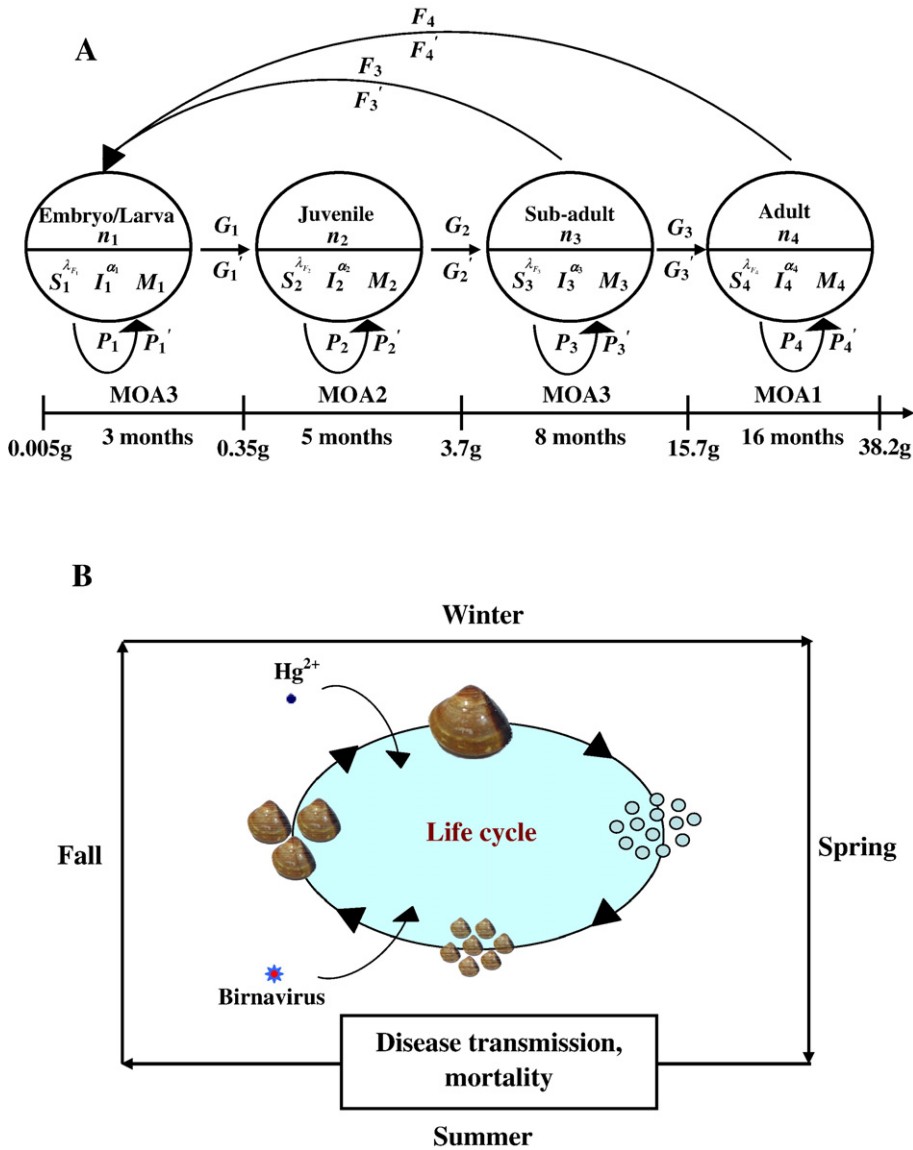 A
F₄
F₄′
F₃
F₃′
Embryo/Larva
n₁
S₁^λ_F₁ I₁^α₁ M₁
G₁
G₁′
Juvenile
n₂
S₂^λ_F₂ I₂^α₂ M₂
G₂
G₂′
Sub-adult
n₃
S₃^λ_F₃ I₃^α₃ M₃
G₃
G₃′
Adult
n₄
S₄^λ_F₄ I₄^α₄ M₄
P₁ P₁′ P₂ P₂′ P₃ P₃′ P₄ P₄′
MOA3 MOA2 MOA3 MOA1
3 months 5 months 8 months 16 months
0.005g 0.35g 3.7g 15.7g 38.2g
B
Winter
Hg²⁺
Life cycle
Fall
Spring
Birnavirus
Disease transmission,
mortality
Summer